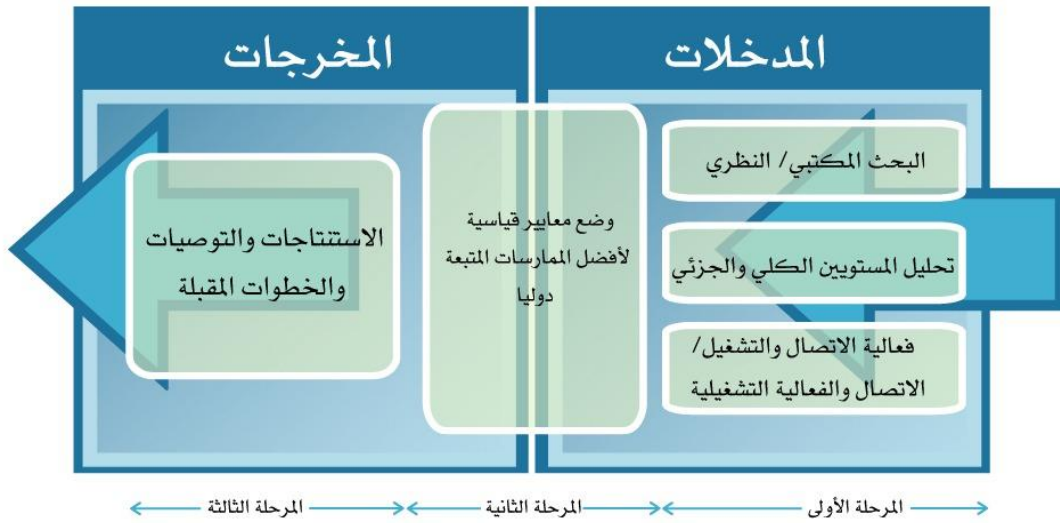 المدخلات
المخرجات
البحث المكتبي/ النظري
تحليل المستويين الكلي والجزئي
فعالية الاتصال والتشغيل/
الاتصال والفعالية التشغيلية
وضع معايير قياسية
لأفضل الممارسات المتبعة
دوليا
الاستنتاجات والتوصيات
والخطوات المقبلة
المرحلة الأولى
المرحلة الثانية
المرحلة الثالثة